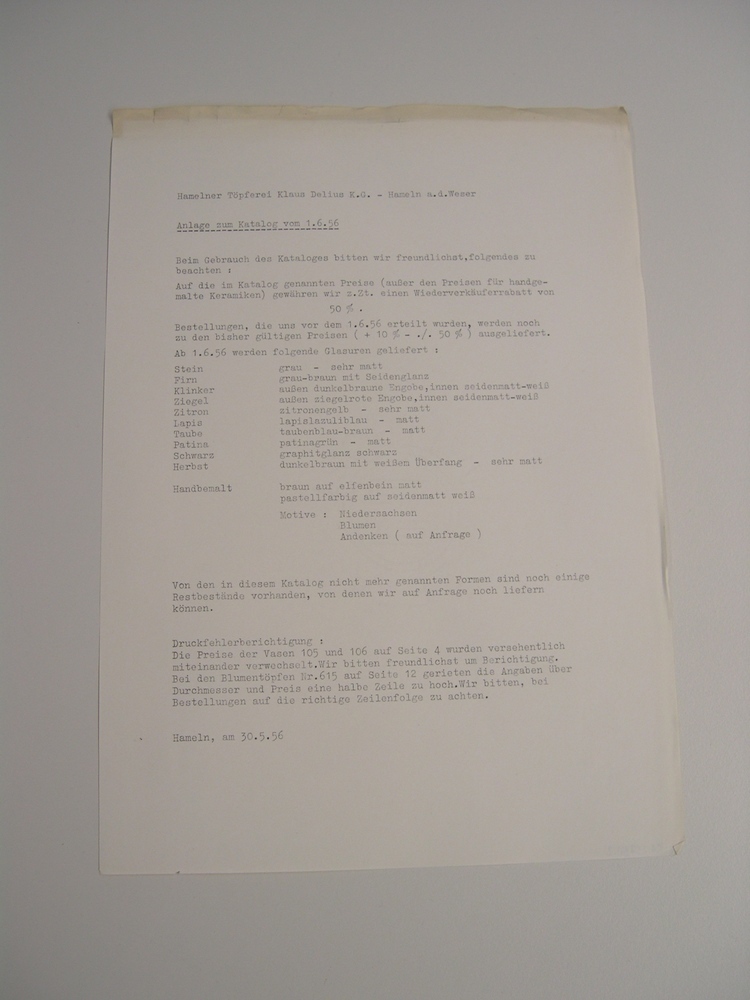 Hamelner Töpferei Klaus Delius K.G. - Hameln a.d.Weser
Anlage zum Katalog vom 1.6.56
Beim Gebrauch des Kataloges bitten wir freundlichst,folgendes zu
beachten :
Auf die im Katalog genannten Preise (außer den Preisen für handge-
malte Keramiken) gewähren wir z.Zt. einen Wiederverkäuferrabatt von
50 % .
Bestellungen, die uns vor dem 1.6.56 erteilt wurden, werden noch
zu den bisher gültigen Preisen ( + 10 % - ./. 50 % ) ausgeliefert.
Ab 1.6.56 werden folgende Glasuren geliefert :
Stein grau - sehr matt
Firn grau-braun mit Seidenglanz
Klinker außen dunkelbraune Engobe,innen seidenmatt-weiß
Ziegel außen ziegelrote Engobe,innen seidenmatt-weiß
Zitron zitronengelb - sehr matt
Lapis lapislazuliblau - matt
Taube taubenblau-braun - matt
Patina patinagrün - matt
Schwarz graphitglanz schwarz
Herbst dunkelbraun mit weißen Überfang - sehr matt
Handbemalt braun auf elfenbein matt
pastellfarbig auf seidenmatt weiß
Motive : Niedersachsen
Blumen
Andenken ( auf Anfrage )
Von den in diesem Katalog nicht mehr genannten Formen sind noch einige
Restbestände vorhanden, von denen wir auf Anfrage noch liefern
können.
Druckfehlerberichtigung :
Die Preise der Vasen 105 und 106 auf Seite 4 wurden versehentlich
miteinander verwechselt.Wir bitten freundlichst um Berichtigung.
Bei den Blumentöpfen Nr.615 auf Seite 12 gerieten die Angaben über
Durchmesser und Preis eine halbe Zeile zu hoch.Wir bitten, bei
Bestellungen auf die richtige Zeilenfolge zu achten.
Hameln, am 30.5.56